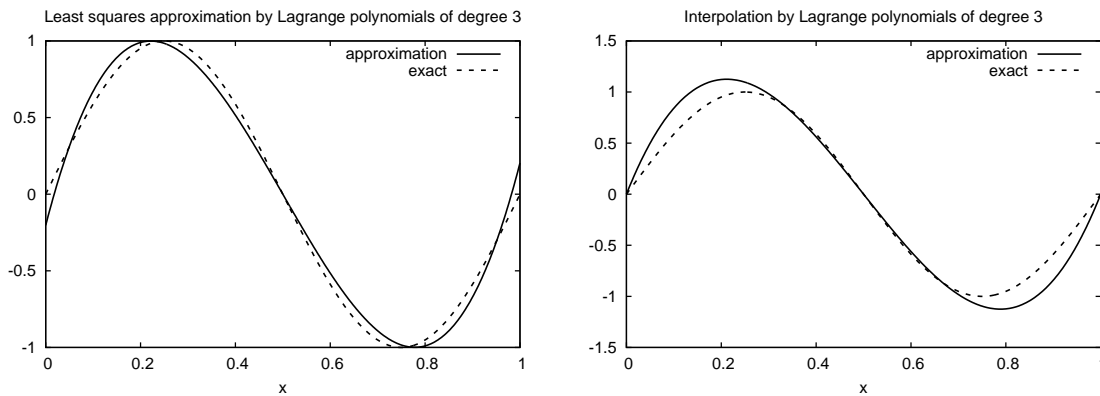 Least squares approximation by Lagrange polynomials of degree 3
1
approximation
exact
0.5
0
-0.5
-1
0 0.2 0.4 0.6 0.8 1
x
Interpolation by Lagrange polynomials of degree 3
1.5
approximation
exact
1
0.5
0
-0.5
-1
-1.5
0 0.2 0.4 0.6 0.8
x